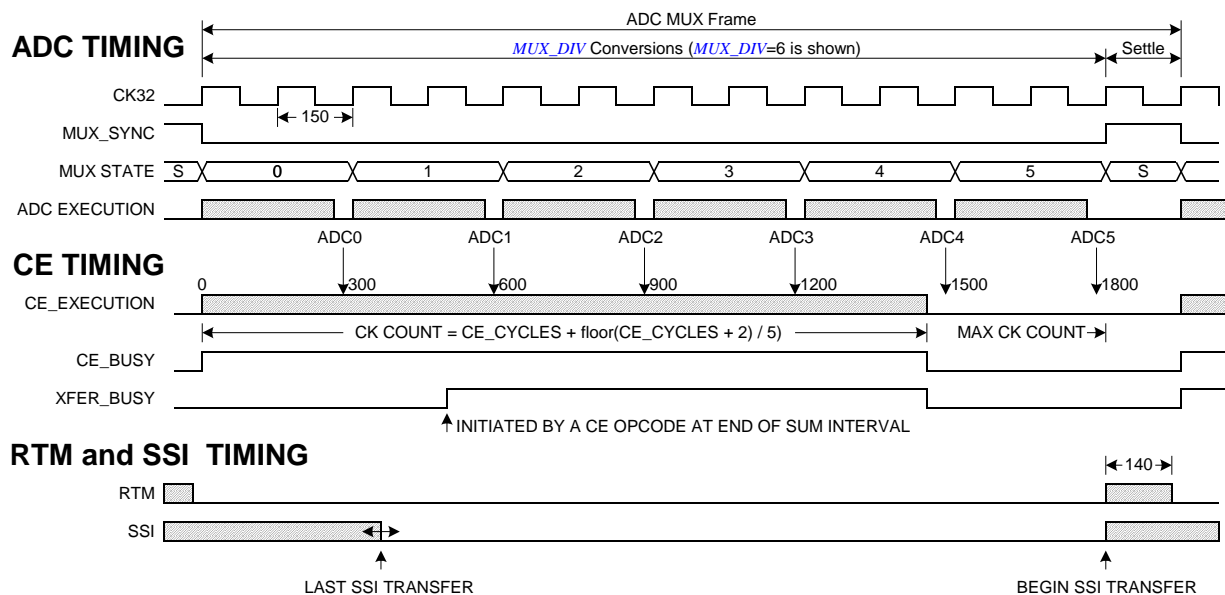 ADC MUX Frame
ADC TIMING
MUX_DIV Conversions (MUX_DIV=6 is shown)
Settle
CK32
150
MUX_SYNC
MUX STATE
S 0 1 2 3 4 5 S
ADC EXECUTION
ADC0 ADC1 ADC2 ADC3 ADC4 ADC5
CE TIMING
0 300 600 900 1200 1500 1800
CE_EXECUTION
CK COUNT = CE_CYCLES + floor(CE_CYCLES + 2) / 5)
MAX CK COUNT
CE_BUSY
XFER_BUSY
INITIATED BY A CE OPCODE AT END OF SUM INTERVAL
RTM and SSI TIMING
140
RTM
SSI
LAST SSI TRANSFER
BEGIN SSI TRANSFER